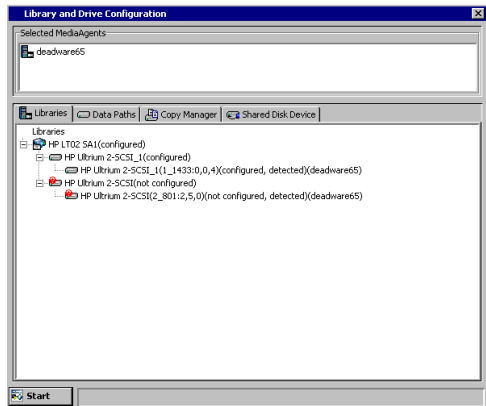 Library and Drive Configuration
Selected MediaAgents
deadware65
Libraries
Data Paths
Copy Manager
Shared Disk Device
Libraries
HP LTO2 SA1(configured)
HP Ultrium 2-SCSI_1(configured)
HP Ultrium 2-SCSI_1(1_1433:0,0,4)(configured, detected)(deadware65)
HP Ultrium 2-SCSI(not configured)
HP Ultrium 2-SCSI(2_801:2,5,0)(not configured, detected)(deadware65)
Start